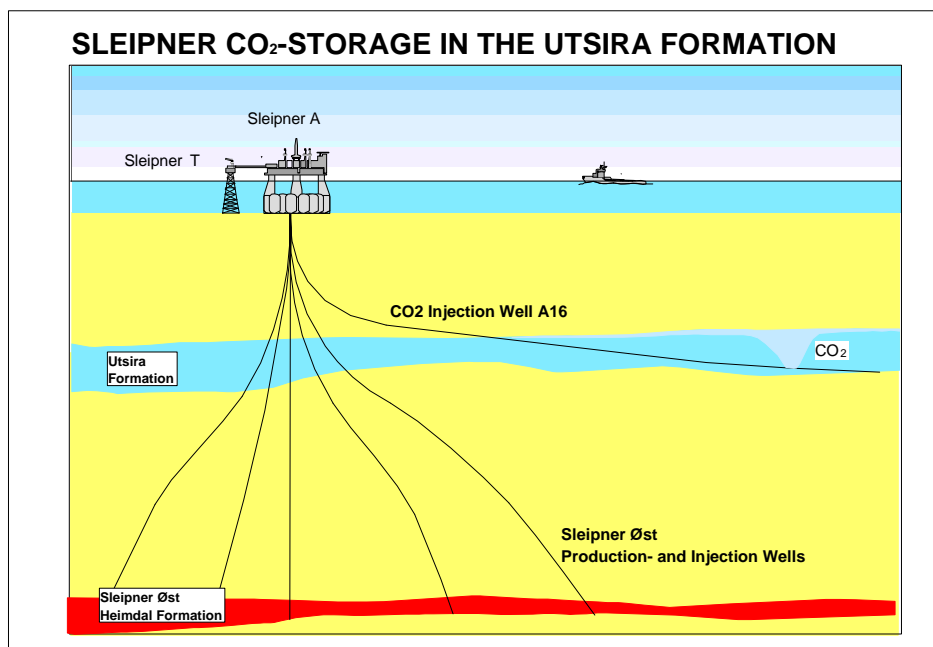 SLEIPNER CO₂-STORAGE IN THE UTSIRA FORMATION
Sleipner A
Sleipner T
CO2 Injection Well A16
CO₂
Utsira
Formation
Sleipner Øst
Production- and Injection Wells
Sleipner Øst
Heimdal Formation